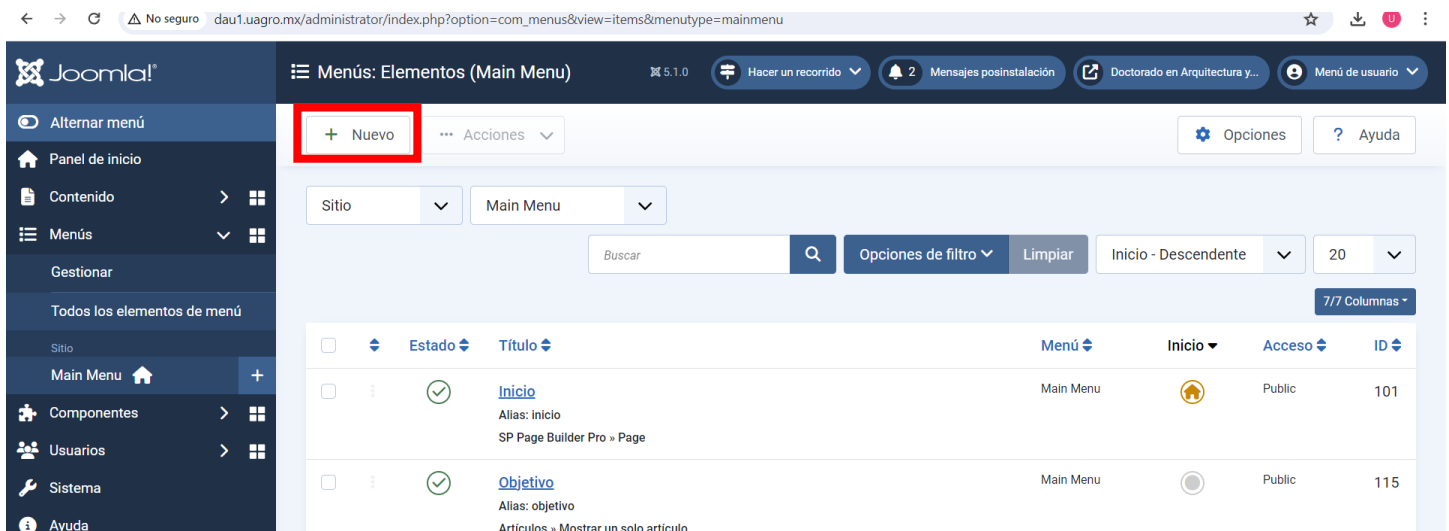 No seguro dau1.uagro.mx/administrator/index.php?option=com_menus&view=items&menutype=mainmenu U
Joomla!® Menús: Elementos (Main Menu) 5.1.0 Hacer un recorrido 2 Mensajes posinstalación Doctorado en Arquitectura y... Menú de usuario
Alternar menú
+ Nuevo ··· Acciones Opciones ? Ayuda
Panel de inicio
Contenido
Sitio Main Menu
Menús
Buscar Opciones de filtro Limpiar Inicio - Descendente 20
Gestionar
7/7 Columnas
Todos los elementos de menú
Sitio
Estado Título Menú Inicio Acceso ID
Main Menu +
Inicio Main Menu Public 101
Alias: inicio
Componentes
SP Page Builder Pro » Page
Usuarios
Sistema
Objetivo Main Menu Public 115
Alias: objetivo
Ayuda
Artículos » Mostrar un solo artículo